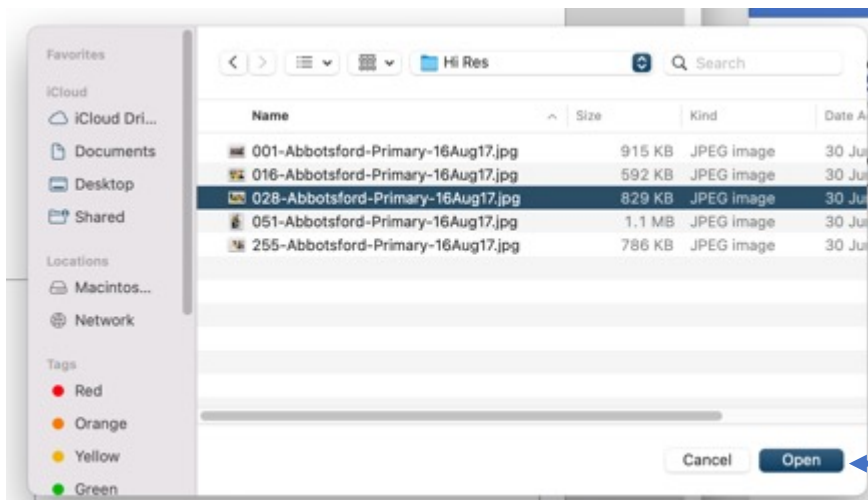 Favorites
iCloud
iCloud Dri...
Documents
Desktop
Shared
Locations
Macintos...
Network
Tags
Red
Orange
Yellow
Green
Hi Res
Search
Name Size Kind Date A
001-Abbotsford-Primary-16Aug17.jpg 915 KB JPEG image 30 Ju
016-Abbotsford-Primary-16Aug17.jpg 592 KB JPEG image 30 Ju
028-Abbotsford-Primary-16Aug17.jpg 829 KB JPEG image 30 Ju
051-Abbotsford-Primary-16Aug17.jpg 1.1 MB JPEG image 30 Ju
255-Abbotsford-Primary-16Aug17.jpg 786 KB JPEG image 30 Ju
Cancel Open